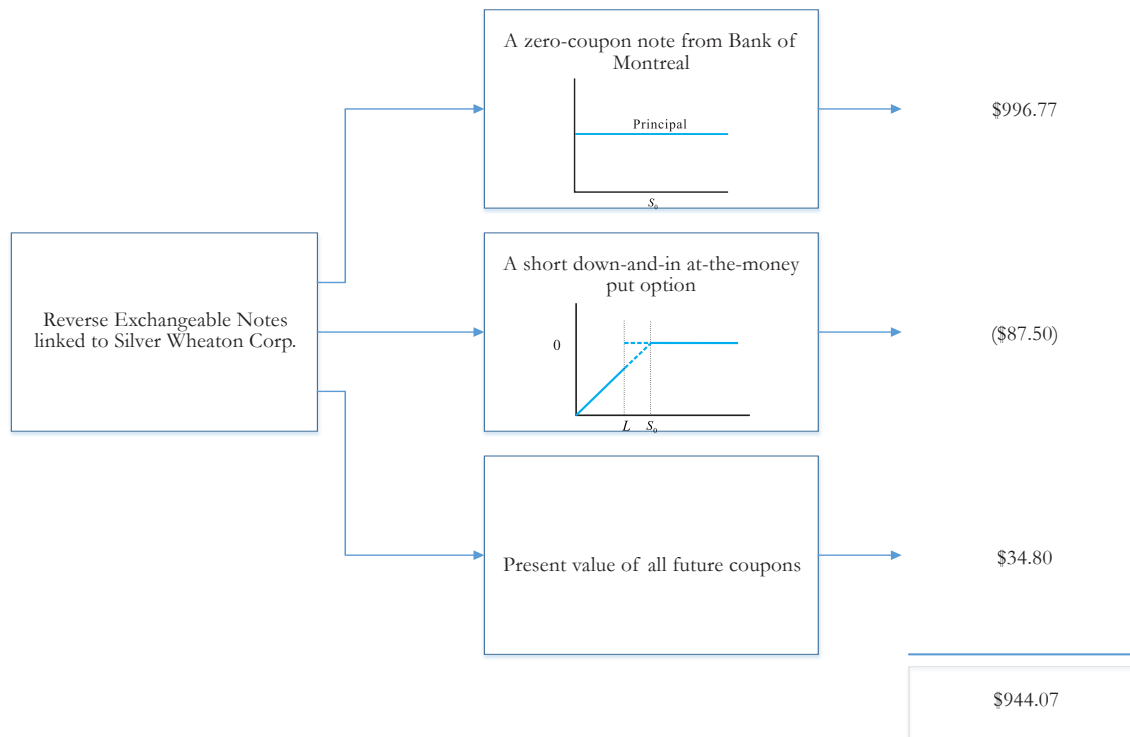 A zero-coupon note from Bank of
Montreal
Principal
S₀
$996.77
Reverse Exchangeable Notes
linked to Silver Wheaton Corp.
A short down-and-in at-the-money
put option
0
L S₀
($87.50)
Present value of all future coupons
$34.80
$944.07